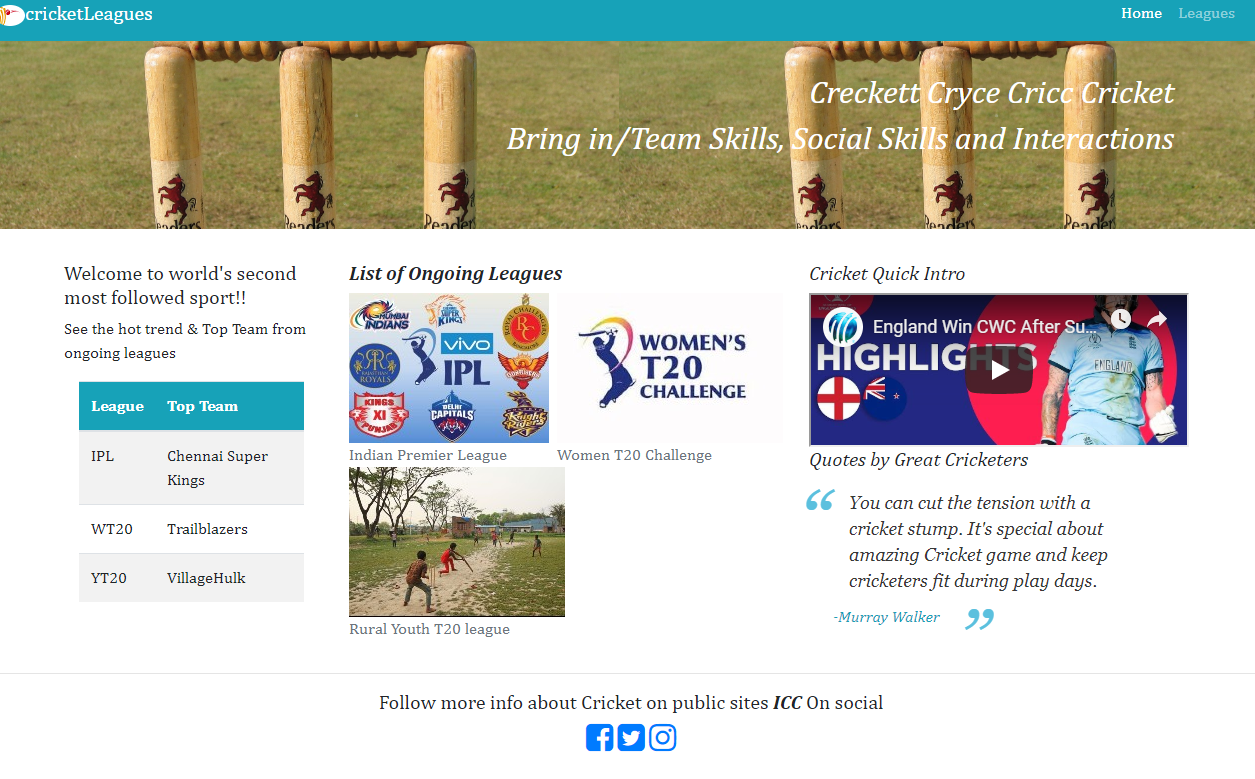 cricketLeagues
Home Leagues
Creckett Cryce Cricc Cricket
Bring in/Team Skills, Social Skills and Interactions
Readers Readers Readers Readers
Welcome to world's second
most followed sport!!
See the hot trend & Top Team from
ongoing leagues
League Top Team
IPL Chennai Super
Kings
WT20 Trailblazers
YT20 VillageHulk
List of Ongoing Leagues
MUMBAI
INDIANS
SUPER
KINGS
ROYAL CHALLENGERS
RC
VIVO
IPL
RAJASTHAN
ROYALS
KINGS
XI
PUNJAB
DELHI
CAPITALS
Knight
Riders
WOMEN'S
T20
CHALLENGE
Indian Premier League
Women T20 Challenge
Rural Youth T20 league
Cricket Quick Intro
England Win CWC After Su...
HIGHLIGHTS
ENGLAND
Quotes by Great Cricketers
“ You can cut the tension with a
cricket stump. It's special about
amazing Cricket game and keep
cricketers fit during play days.
-Murray Walker ”
Follow more info about Cricket on public sites ICC On social